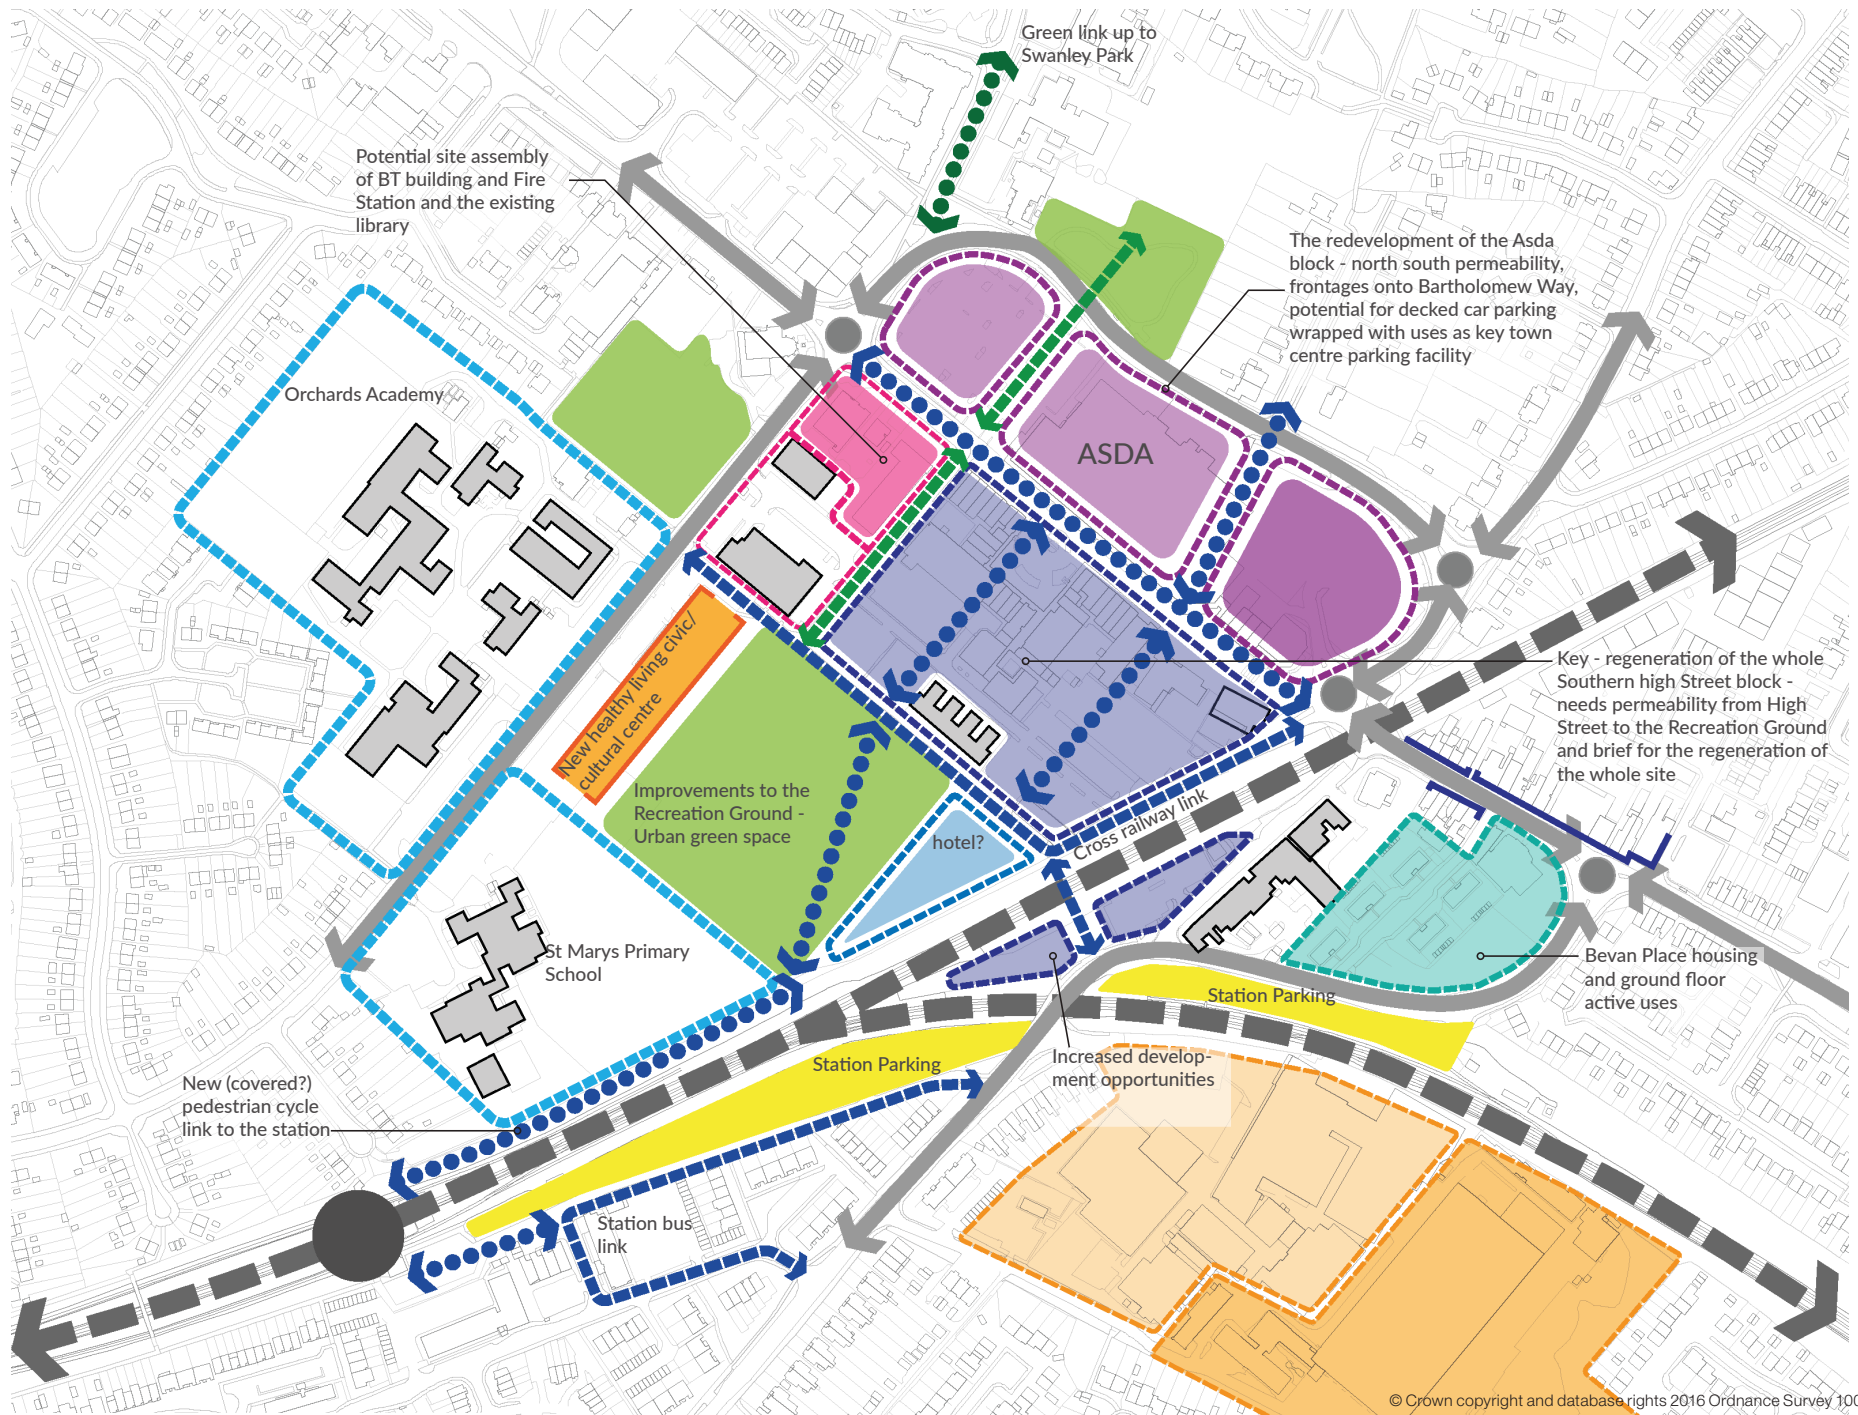 Green link up to
Swanley Park
Potential site assembly
of BT building and Fire
Station and the existing
library
The redevelopment of the Asda
block - north south permeability,
frontages onto Bartholomew Way,
potential for decked car parking
wrapped with uses as key town
centre parking facility
Orchards Academy
ASDA
New healthy living civic/
cultural centre
Key - regeneration of the whole
Southern high Street block -
needs permeability from High
Street to the Recreation Ground
and brief for the regeneration of
the whole site
Improvements to the
Recreation Ground -
Urban green space
hotel?
Cross railway link
St Marys Primary
School
Bevan Place housing
and ground floor
active uses
Station Parking
Station Parking
Increased develop-
ment opportunities
New (covered?)
pedestrian cycle
link to the station
Station bus
link
© Crown copyright and database rights 2016 Ordnance Survey 100